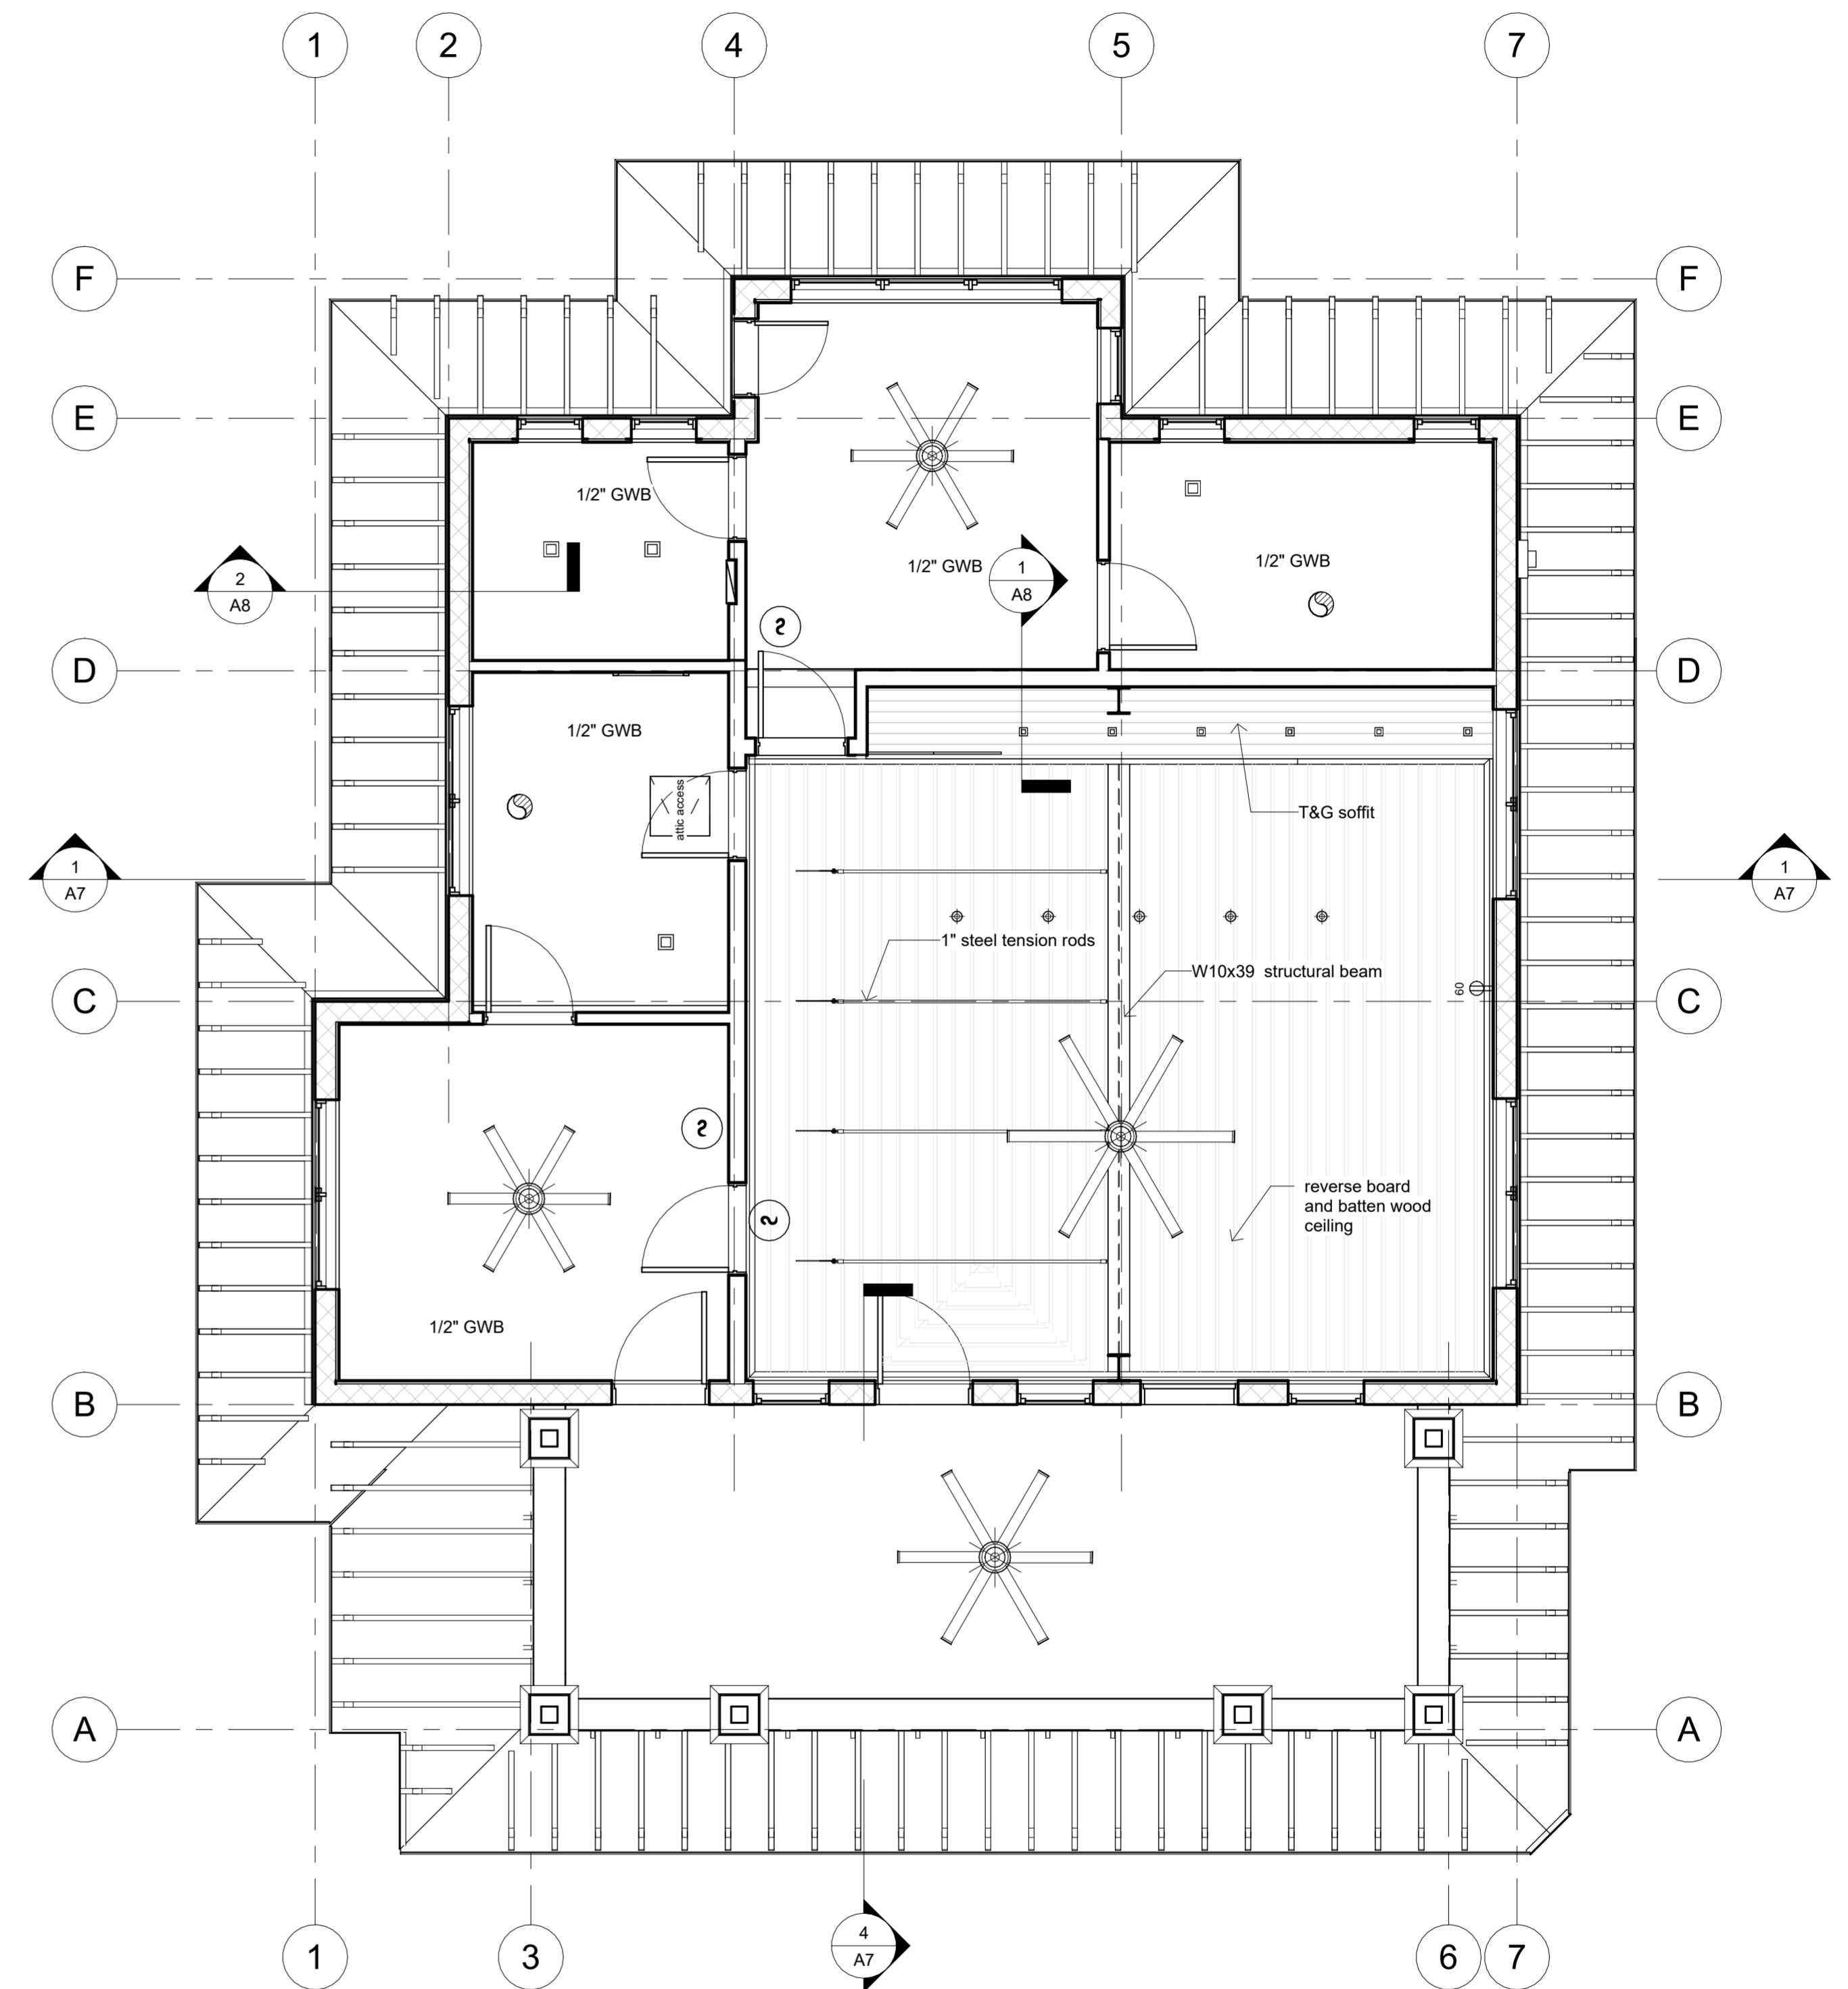 1
2
4
5
7
F
F
E
E
1/2" GWB
1/2" GWB
1/2" GWB
1
A8
2
A8
D
D
1/2" GWB
attic access
T&G soffit
1
A7
1
A7
1" steel tension rods
W10x39 structural beam
60
C
C
reverse board
and batten wood
ceiling
1/2" GWB
B
B
A
A
4
A7
1
3
6
7